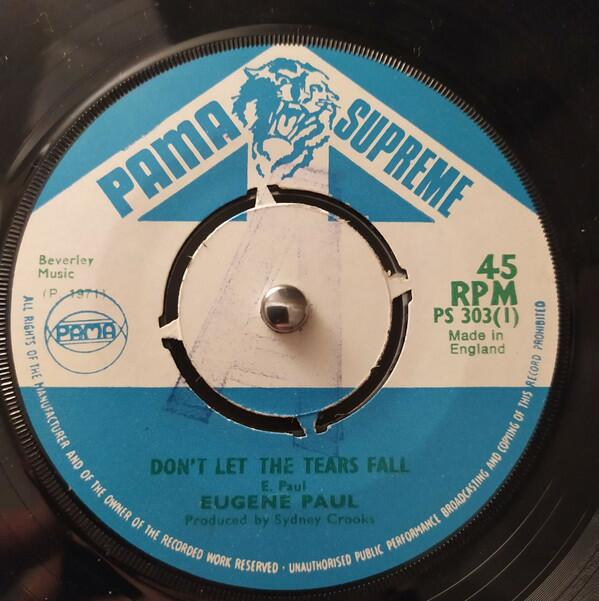 PAMA SUPREME
Beverley
Music
(P. 1971)
PAMA
45
RPM
PS 303(1)
Made in
England
DON'T LET THE TEARS FALL
E. Paul
EUGENE PAUL
Produced by Sydney Crooks
ALL RIGHTS OF THE MANUFACTURER AND OF THE OWNER OF THE RECORDED WORK RESERVED · UNAUTHORISED PUBLIC PERFORMANCE BROADCASTING AND COPYING OF THIS RECORD PROHIBITED